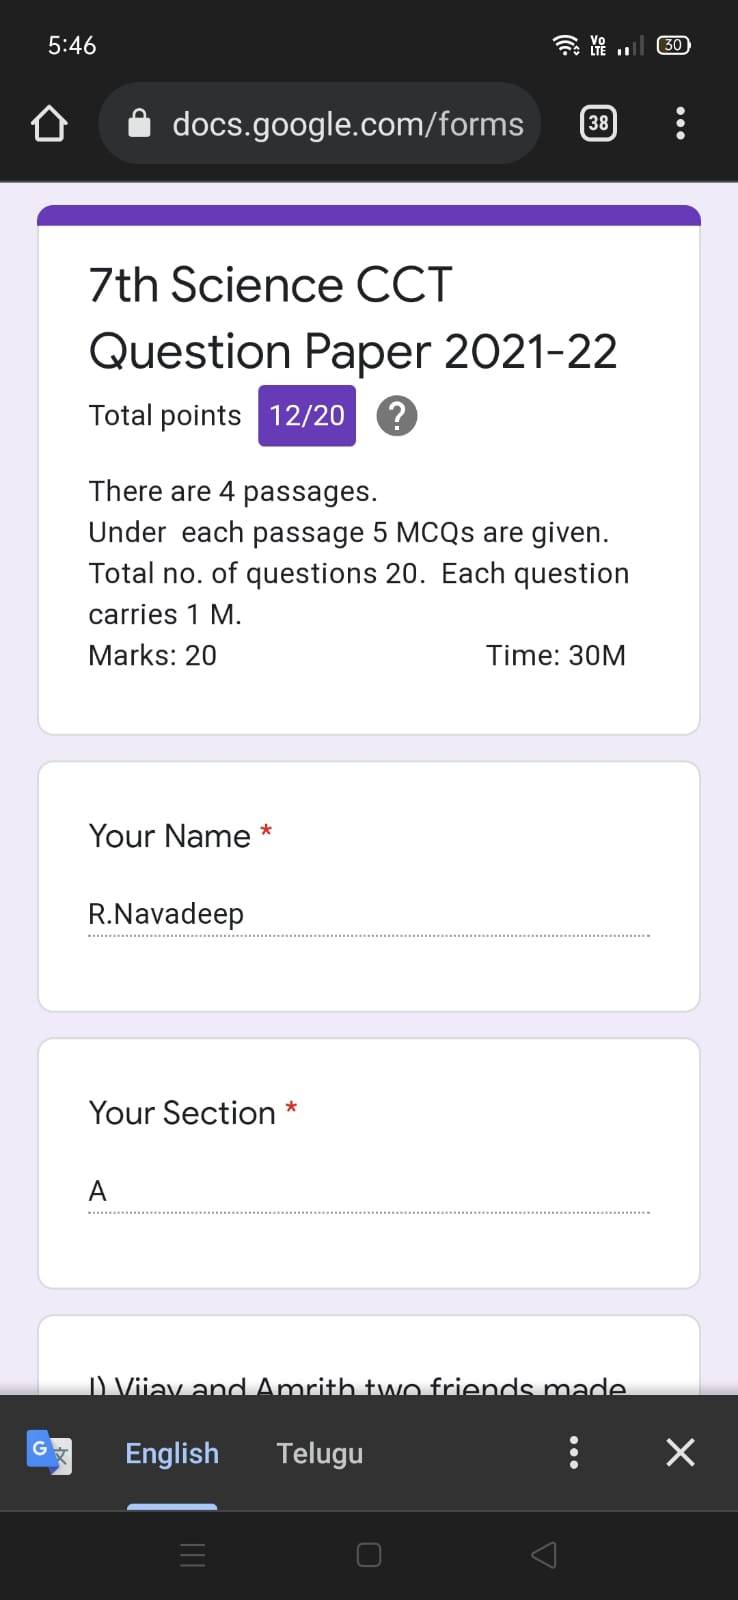 5:46
Vo LTE
30
docs.google.com/forms
38
7th Science CCT
Question Paper 2021-22
Total points 12/20 ?
There are 4 passages.
Under each passage 5 MCQs are given.
Total no. of questions 20. Each question
carries 1 M.
Marks: 20 Time: 30M
Your Name *
R.Navadeep
Your Section *
A
I) Vijay and Amrith two friends made
G 文 English Telugu